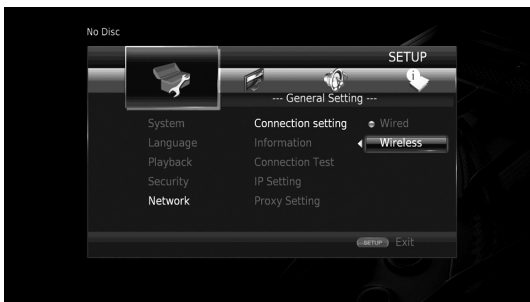 No Disc
SETUP
--- General Setting ---
System
Connection setting
Wired
Language
Information
Wireless
Playback
Connection Test
Security
IP Setting
Network
Proxy Setting
SETUP Exit